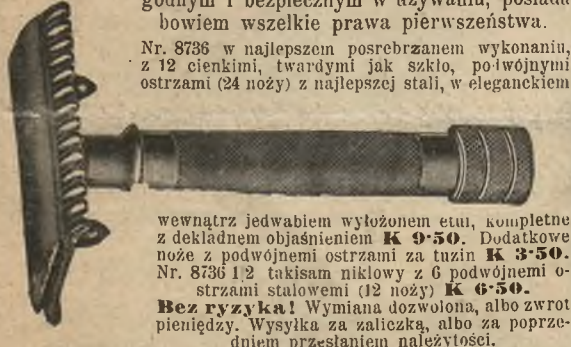 godnym i bezpiecznym w używaniu, posiada
bowiem wszelkie prawa pierwszeństwa.
Nr. 8736 w najlepszem posrebrzanem wykonaniu,
z 12 cienkimi, twardymi jak szkło, podwójnymi
ostrzami (24 noży) z najlepszej stali, w eleganckiem
wewnątrz jedwabiem wyłożonem etui, kompletne
z dekladnem objaśnieniem K 9·50. Dodatkowe
noże z podwójnemi ostrzami za tuzin K 3·50.
Nr. 8736 1|2 takisam niklowy z 6 podwójnemi o-
strzami stalowemi (12 noży) K 6·50.
Bez ryzyka! Wymiana dozwolona, albo zwrot
pieniędzy. Wysyłka za zaliczką, albo za poprze-
dniem przesłaniem należytości.